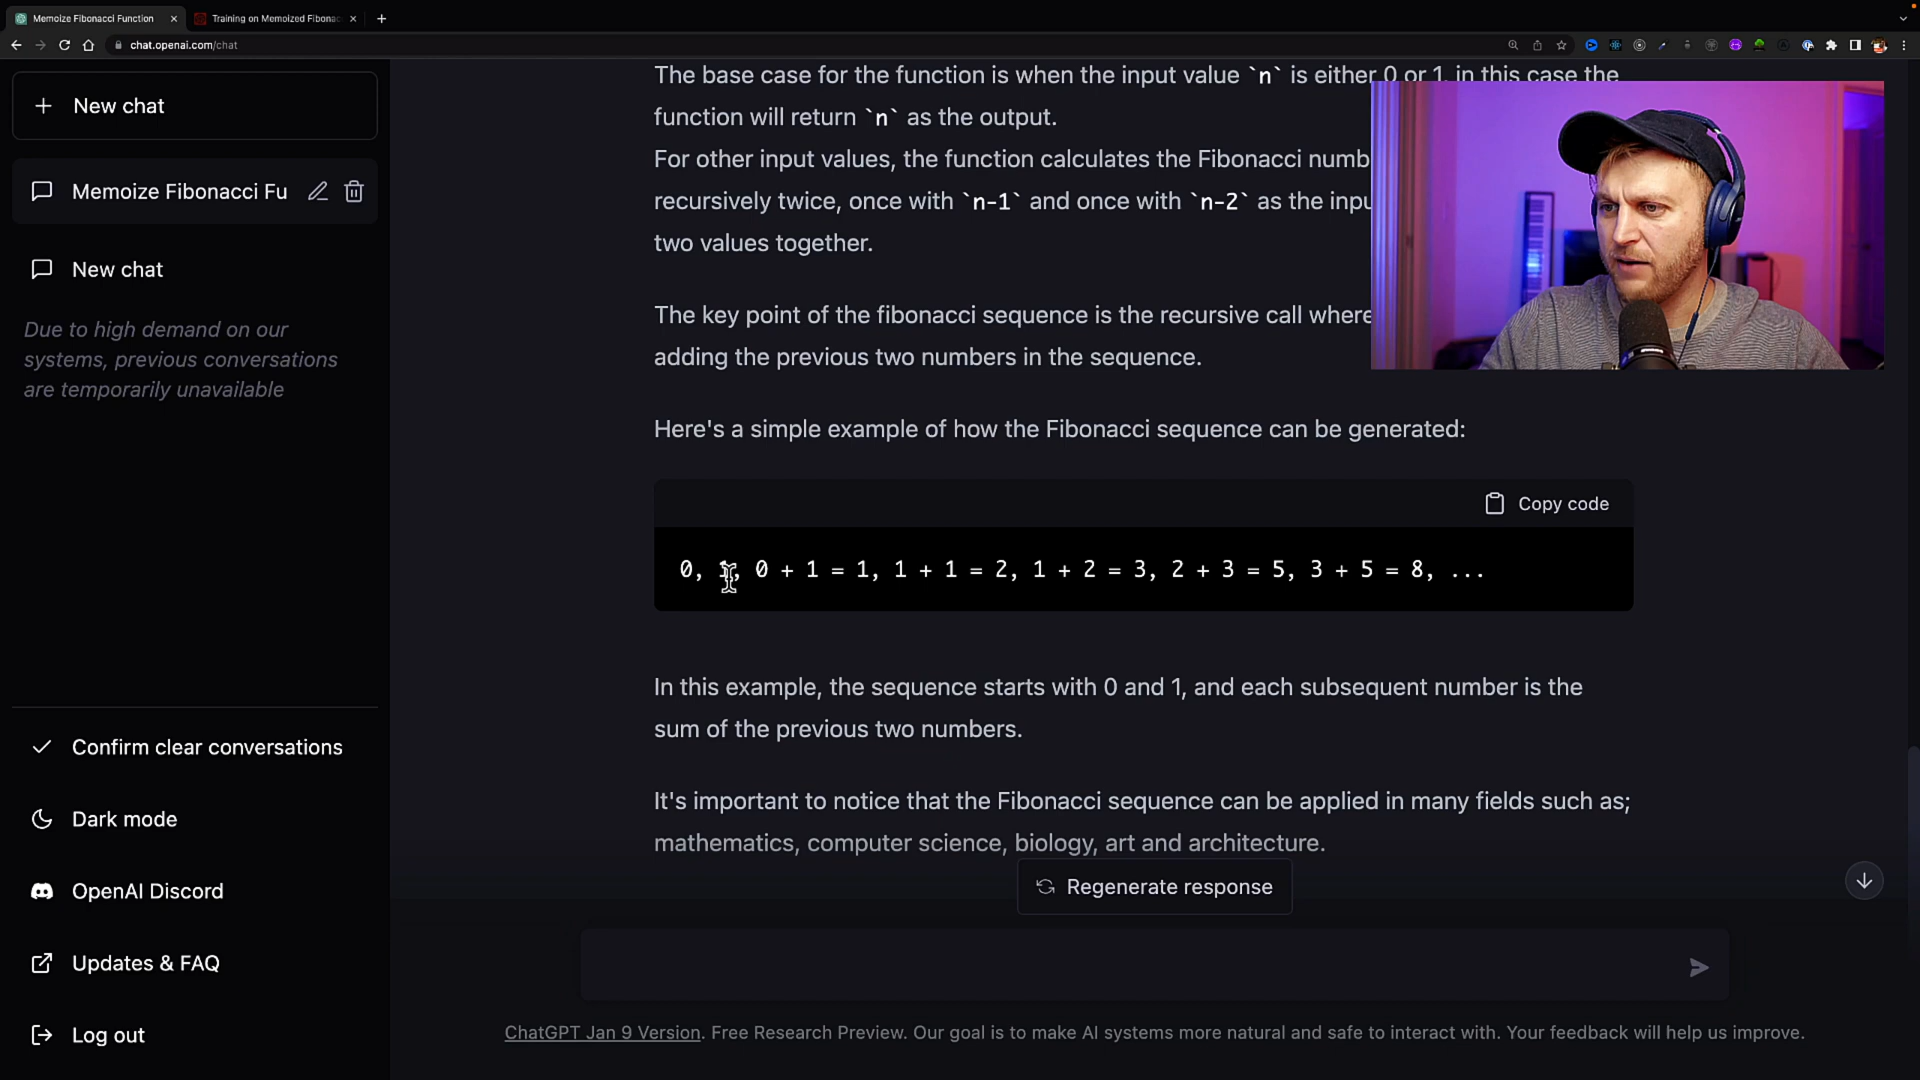 Memoize Fibonacci Function
Training on Memoized Fibonac
chat.openai.com/chat
New chat
Memoize Fibonacci Fu
New chat
Due to high demand on our
systems, previous conversations
are temporarily unavailable
Confirm clear conversations
Dark mode
OpenAI Discord
Updates & FAQ
Log out
The base case for the function is when the input value `n` is either 0 or 1, in this case the
function will return `n` as the output.
For other input values, the function calculates the Fibonacci numb
recursively twice, once with `n-1` and once with `n-2` as the inpu
two values together.
The key point of the fibonacci sequence is the recursive call where
adding the previous two numbers in the sequence.
Here's a simple example of how the Fibonacci sequence can be generated:
Copy code
0, 1, 0 + 1 = 1, 1 + 1 = 2, 1 + 2 = 3, 2 + 3 = 5, 3 + 5 = 8, ...
In this example, the sequence starts with 0 and 1, and each subsequent number is the
sum of the previous two numbers.
It's important to notice that the Fibonacci sequence can be applied in many fields such as;
mathematics, computer science, biology, art and architecture.
Regenerate response
ChatGPT Jan 9 Version. Free Research Preview. Our goal is to make AI systems more natural and safe to interact with. Your feedback will help us improve.